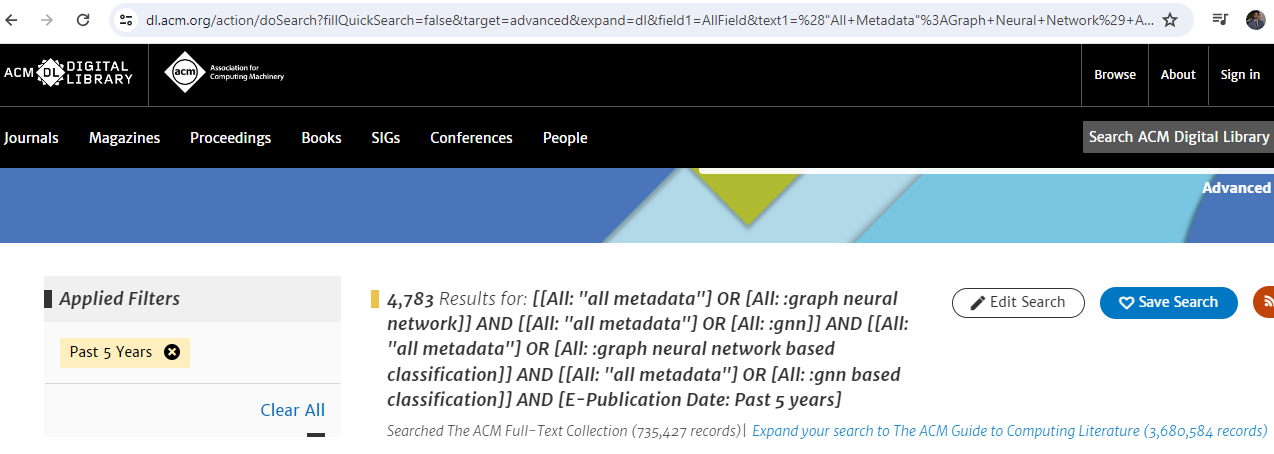 dl.acm.org/action/doSearch?fillQuickSearch=false&target=advanced&expand=dl&field1=AllField&text1=%28"All+Metadata"%3AGraph+Neural+Network%29+A...
ACM DL DIGITAL LIBRARY
acm Association for Computing Machinery
Browse About Sign in
Journals Magazines Proceedings Books SIGs Conferences People
Search ACM Digital Library
Advanced
Applied Filters
Past 5 Years
Clear All
4,783 Results for: [[All: "all metadata"] OR [All: :graph neural
network]] AND [[All: "all metadata"] OR [All: :gnn]] AND [[All:
"all metadata"] OR [All: :graph neural network based
classification]] AND [[All: "all metadata"] OR [All: :gnn based
classification]] AND [E-Publication Date: Past 5 years]
Edit Search Save Search
Searched The ACM Full-Text Collection (735,427 records)| Expand your search to The ACM Guide to Computing Literature (3,680,584 records)